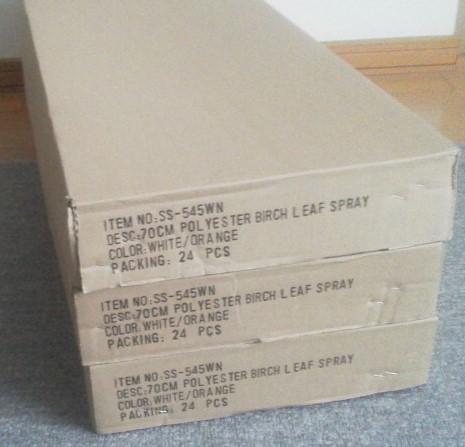 ITEM NO:SS-545WN
DESC:70CM POLYESTER BIRCH LEAF SPRAY
COLOR:WHITE/ORANGE
PACKING: 24 PCS
ITEM NO:SS-545WN
DESC:70CM POLYESTER BIRCH LEAF SPRAY
COLOR:WHITE/ORANGE
PACKING: 24 PCS
ITEM NO:SS-545WN
DESC:70CM POLYESTER BIRCH LEAF SPRAY
COLOR:WHITE/ORANGE
PACKING: 24 PCS